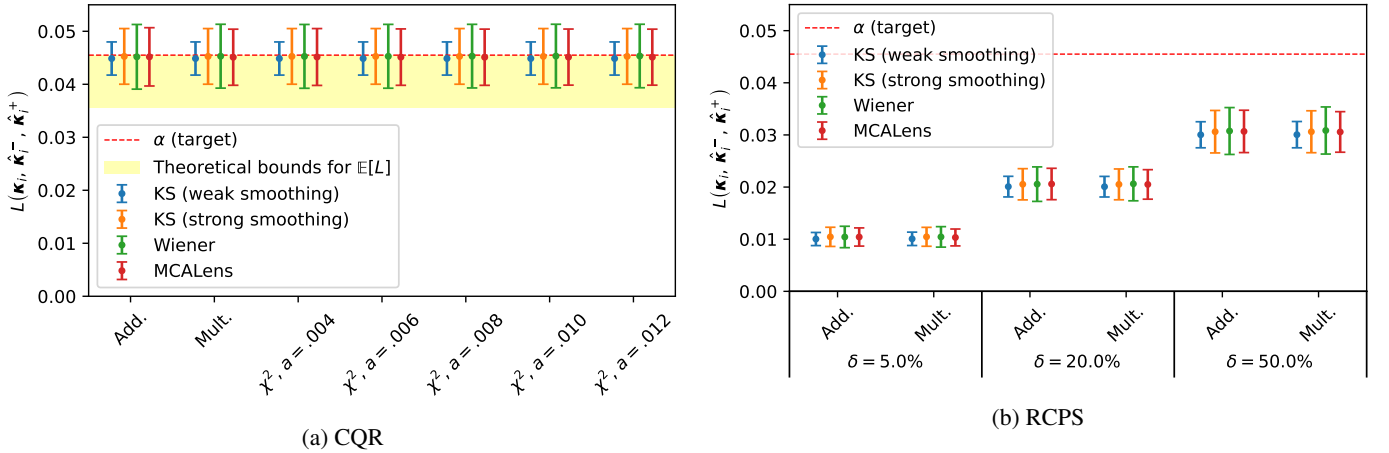 0.05
0.04
0.03
0.02
0.01
0.00
L(κ_i, κ̂_i^−, κ̂_i^+)
α (target)
Theoretical bounds for 𝔼[L]
KS (weak smoothing)
KS (strong smoothing)
Wiener
MCALens
Add.
Mult.
χ², a = .004
χ², a = .006
χ², a = .008
χ², a = .010
χ², a = .012
(a) CQR
0.05
0.04
0.03
0.02
0.01
0.00
L(κ_i, κ̂_i^−, κ̂_i^+)
α (target)
KS (weak smoothing)
KS (strong smoothing)
Wiener
MCALens
Add.
Mult.
Add.
Mult.
Add.
Mult.
δ = 5.0%
δ = 20.0%
δ = 50.0%
(b) RCPS